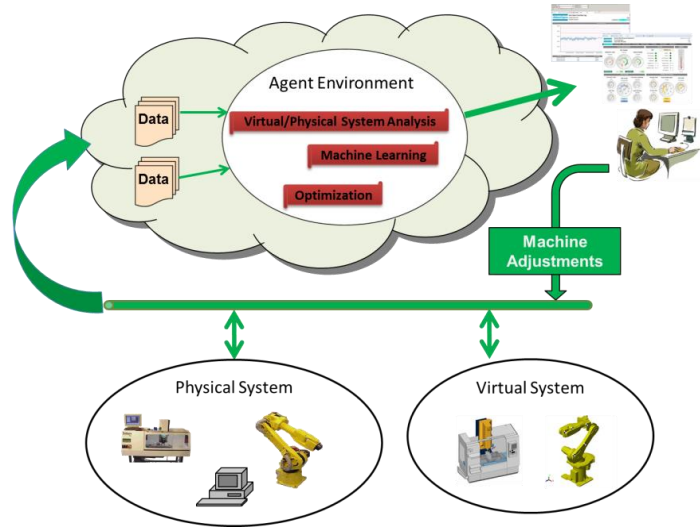 Agent Environment
Data
Virtual/Physical System Analysis
Machine Learning
Data
Optimization
Machine
Adjustments
Physical System
Virtual System